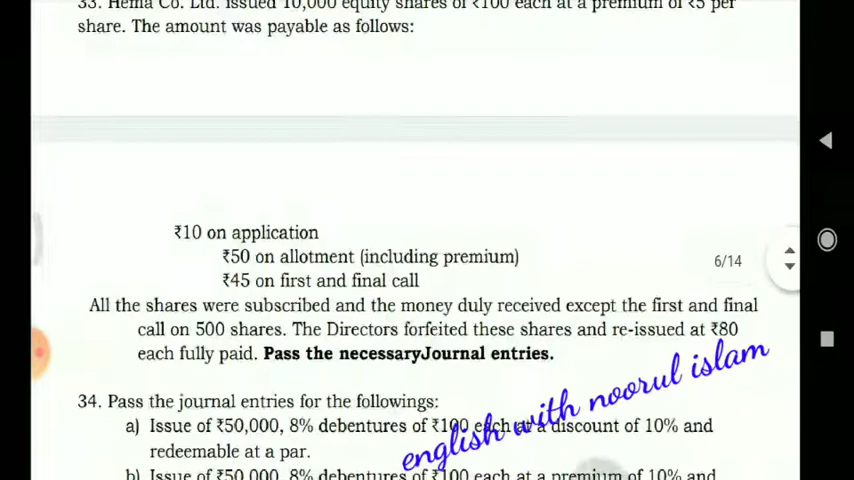 33. Hema Co. Ltd. issued 10,000 equity shares of ₹100 each at a premium of ₹5 per
share. The amount was payable as follows:
₹10 on application
₹50 on allotment (including premium)
6/14
₹45 on first and final call
All the shares were subscribed and the money duly received except the first and final
call on 500 shares. The Directors forfeited these shares and re-issued at ₹80
each fully paid. Pass the necessaryJournal entries.
english with noorul islam
34. Pass the journal entries for the followings:
a) Issue of ₹50,000, 8% debentures of ₹100 each at a discount of 10% and
redeemable at a par.
b) Issue of ₹50,000, 8% debentures of ₹100 each at a premium of 10% and